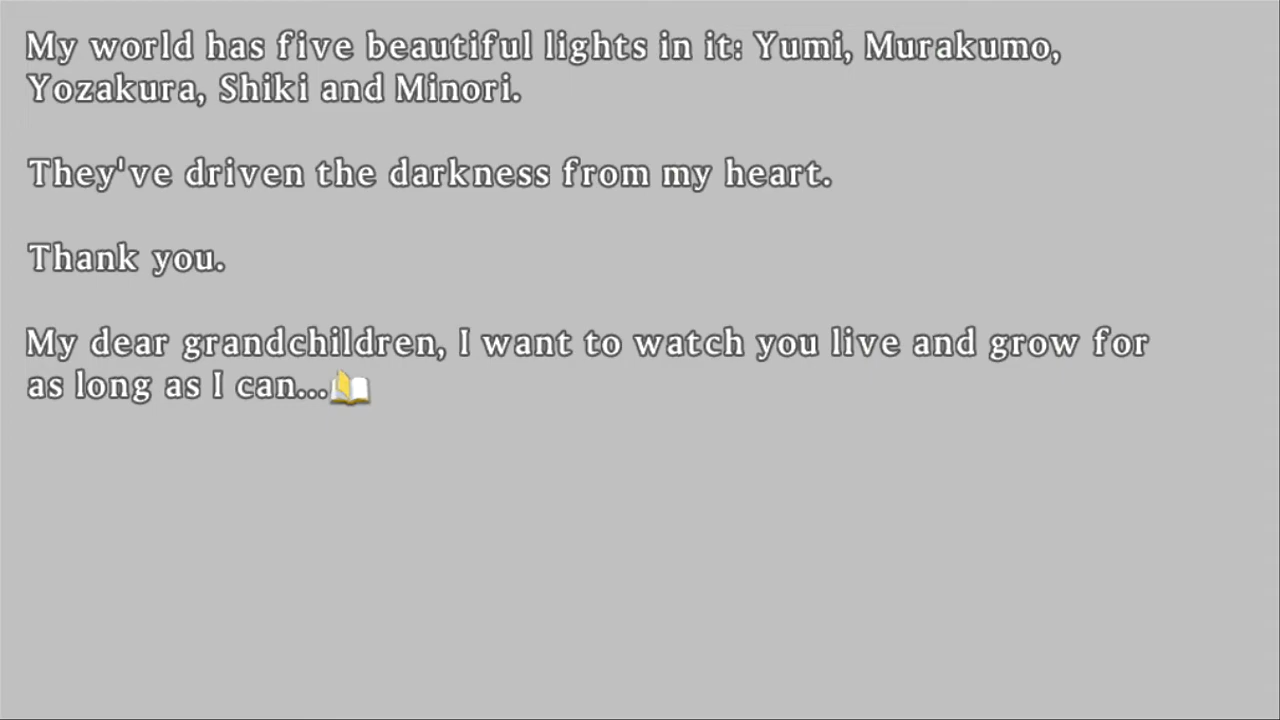 My world has five beautiful lights in it: Yumi, Murakumo,
Yozakura, Shiki and Minori.
They've driven the darkness from my heart.
Thank you.
My dear grandchildren, I want to watch you live and grow for
as long as I can...